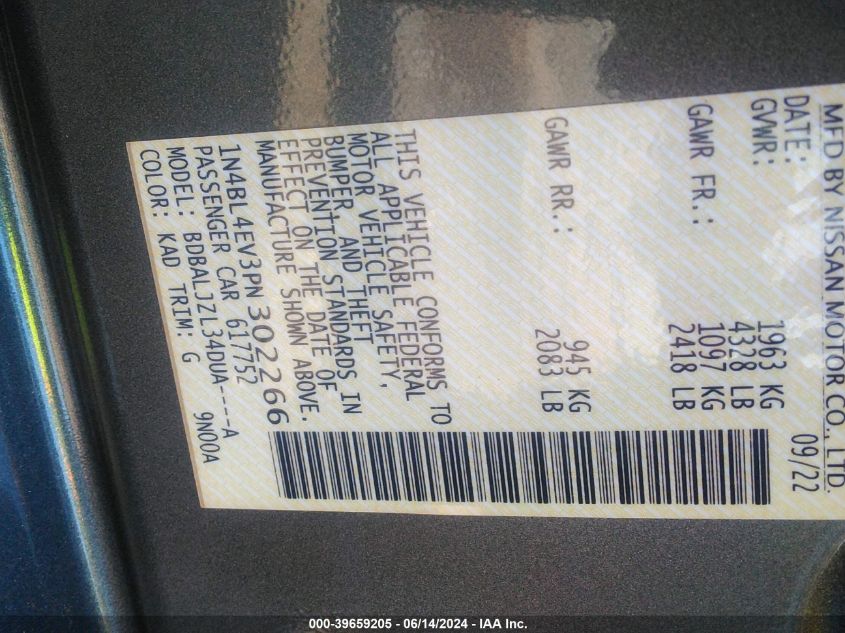 MFD BY NISSAN MOTOR CO., LTD.
DATE: 09/22
GVWR: 1963 KG
4328 LB
GAWR FR.: 1097 KG
2418 LB
GAWR RR.: 945 KG
2083 LB
THIS VEHICLE CONFORMS TO
ALL APPLICABLE FEDERAL
MOTOR VEHICLE SAFETY,
BUMPER, AND THEFT
PREVENTION STANDARDS IN
EFFECT ON THE DATE OF
MANUFACTURE SHOWN ABOVE.
1N4BL4EV3PN302266
PASSENGER CAR 617752
MODEL: BDBALJZL34DUA----A
COLOR: KAD TRIM: G 9N00A
000-39659205 - 06/14/2024 - IAA Inc.